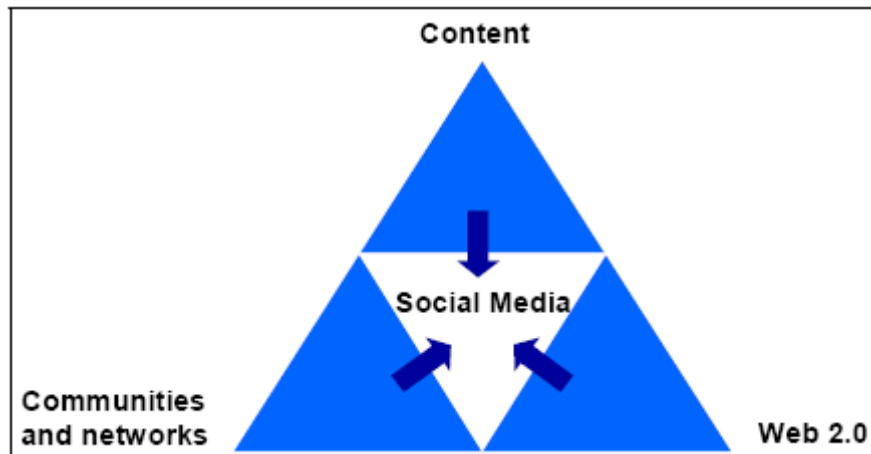 Content
Social Media
Communities
and networks
Web 2.0